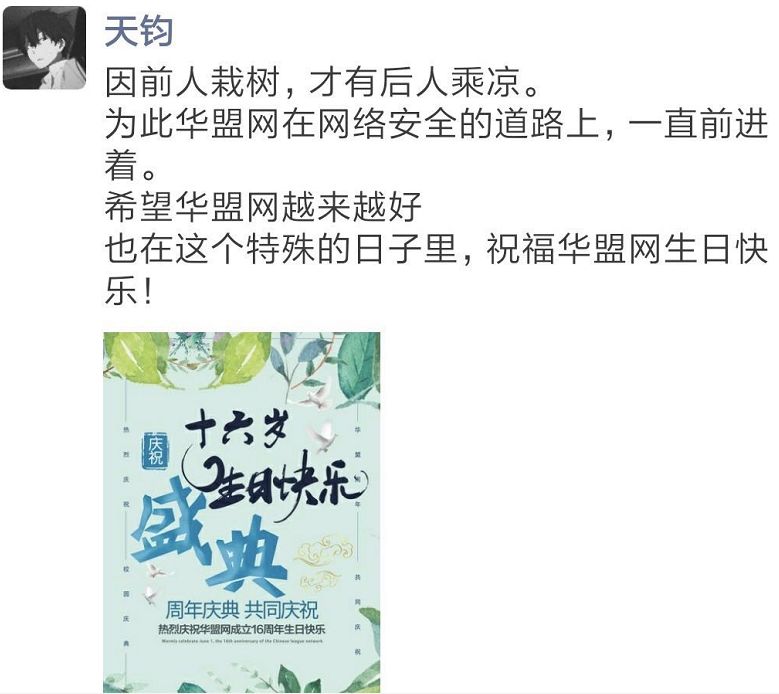 天钧
因前人栽树，才有后人乘凉。
为此华盟网在网络安全的道路上，一直前进
着。
希望华盟网越来越好
也在这个特殊的日子里，祝福华盟网生日快
乐！
庆祝
十六岁
生日快乐
盛典
热烈庆祝
校园庆典
华盟周年
共同庆祝
周年庆典 共同庆祝
热烈庆祝华盟网成立16周年生日快乐
Warmly celebrate June 1, the 16th anniversary of the Chinese league network.